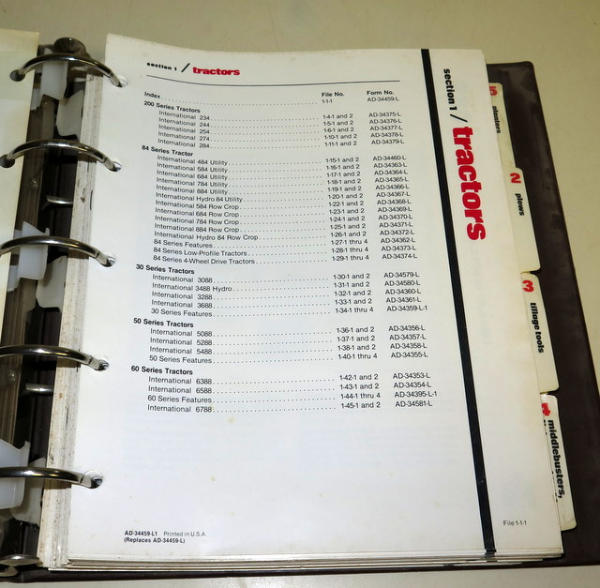 section 1 / tractors
File No. Form No.
Index 1-1-1 AD-34459-L
200 Series Tractors
International 234 1-4-1 and 2 AD-34375-L
International 244 1-5-1 and 2 AD-34376-L
International 254 1-6-1 and 2 AD-34377-L
International 274 1-10-1 and 2 AD-34378-L
International 284 1-11-1 and 2 AD-34379-L
84 Series Tractor
International 484 Utility 1-15-1 and 2 AD-34460-L
International 584 Utility 1-16-1 and 2 AD-34363-L
International 684 Utility 1-17-1 and 2 AD-34364-L
International 784 Utility 1-18-1 and 2 AD-34365-L
International 884 Utility 1-19-1 and 2 AD-34366-L
International Hydro 84 Utility 1-20-1 and 2 AD-34367-L
International 584 Row Crop 1-22-1 and 2 AD-34368-L
International 684 Row Crop 1-23-1 and 2 AD-34369-L
International 784 Row Crop 1-24-1 and 2 AD-34370-L
International 884 Row Crop 1-25-1 and 2 AD-34371-L
International Hydro 84 Row Crop 1-26-1 and 2 AD-34372-L
84 Series Features 1-27-1 thru 4 AD-34362-L
84 Series Low-Profile Tractors 1-28-1 thru 4 AD-34373-L
84 Series 4-Wheel Drive Tractors 1-29-1 thru 4 AD-34374-L
30 Series Tractors
International 3088 1-30-1 and 2 AD-34579-L
International 3488 Hydro 1-31-1 and 2 AD-34580-L
International 3288 1-32-1 and 2 AD-34360-L
International 3688 1-33-1 and 2 AD-34361-L
30 Series Features 1-34-1 thru 4 AD-34359-L-1
50 Series Tractors
International 5088 1-36-1 and 2 AD-34356-L
International 5288 1-37-1 and 2 AD-34357-L
International 5488 1-38-1 and 2 AD-34358-L
50 Series Features 1-40-1 thru 4 AD-34355-L
60 Series Tractors
International 6388 1-42-1 and 2 AD-34353-L
International 6588 1-43-1 and 2 AD-34354-L
60 Series Features 1-44-1 thru 4 AD-34395-L-1
International 6788 1-45-1 and 2 AD-34581-L
AD-34459-L1 Printed in U.S.A.
(Replaces AD-34459-L)
File 1-1-1
section 1 / tractors
5 planters
2 plows
3 tillage tools
4 middlebusters,